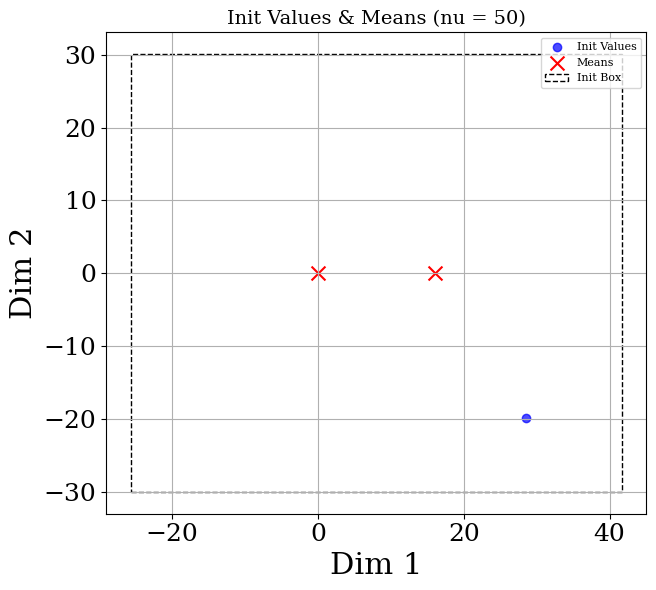 Init Values & Means (nu = 50)
Init Values
Means
Init Box
30
20
10
0
−10
−20
−30
Dim 2
−20 0 20 40
Dim 1